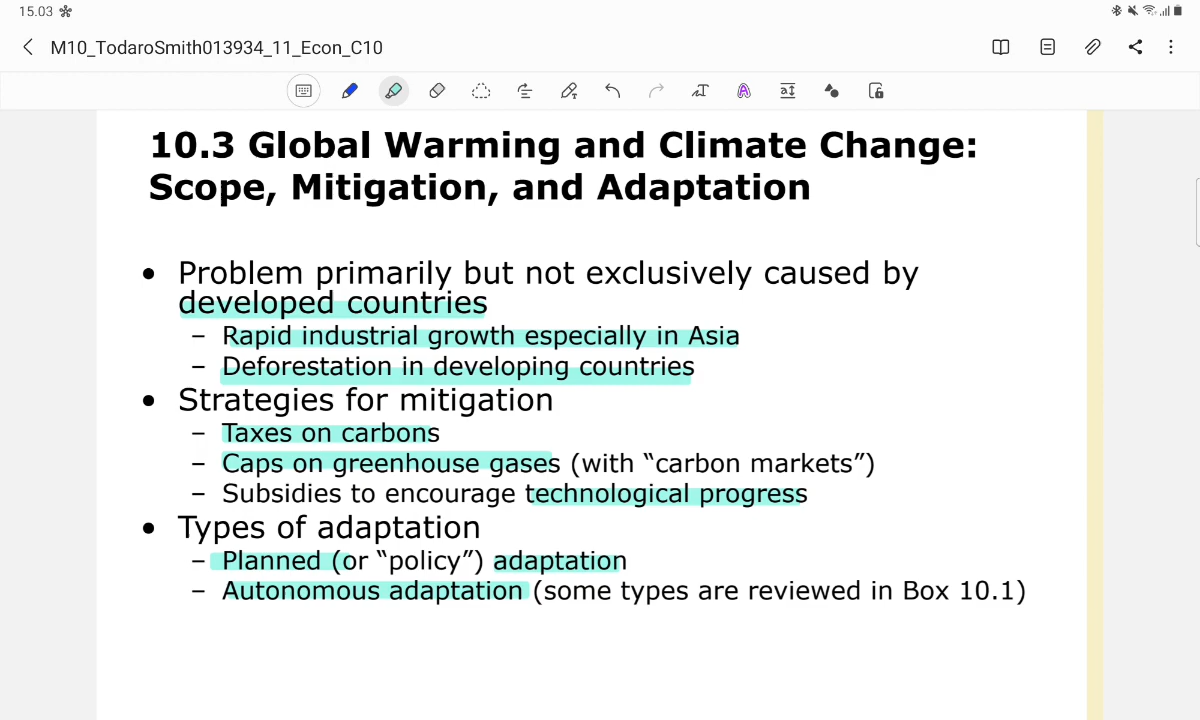 15.03
M10_TodaroSmith013934_11_Econ_C10
10.3 Global Warming and Climate Change:
Scope, Mitigation, and Adaptation
• Problem primarily but not exclusively caused by
developed countries
– Rapid industrial growth especially in Asia
– Deforestation in developing countries
• Strategies for mitigation
– Taxes on carbons
– Caps on greenhouse gases (with “carbon markets”)
– Subsidies to encourage technological progress
• Types of adaptation
– Planned (or “policy”) adaptation
– Autonomous adaptation (some types are reviewed in Box 10.1)